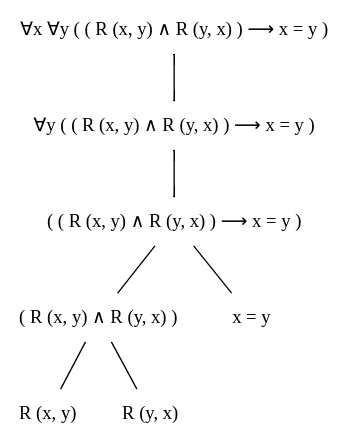 ∀x ∀y ( ( R (x, y) ∧ R (y, x) ) ⟶ x = y )
∀y ( ( R (x, y) ∧ R (y, x) ) ⟶ x = y )
( ( R (x, y) ∧ R (y, x) ) ⟶ x = y )
( R (x, y) ∧ R (y, x) ) x = y
R (x, y) R (y, x)